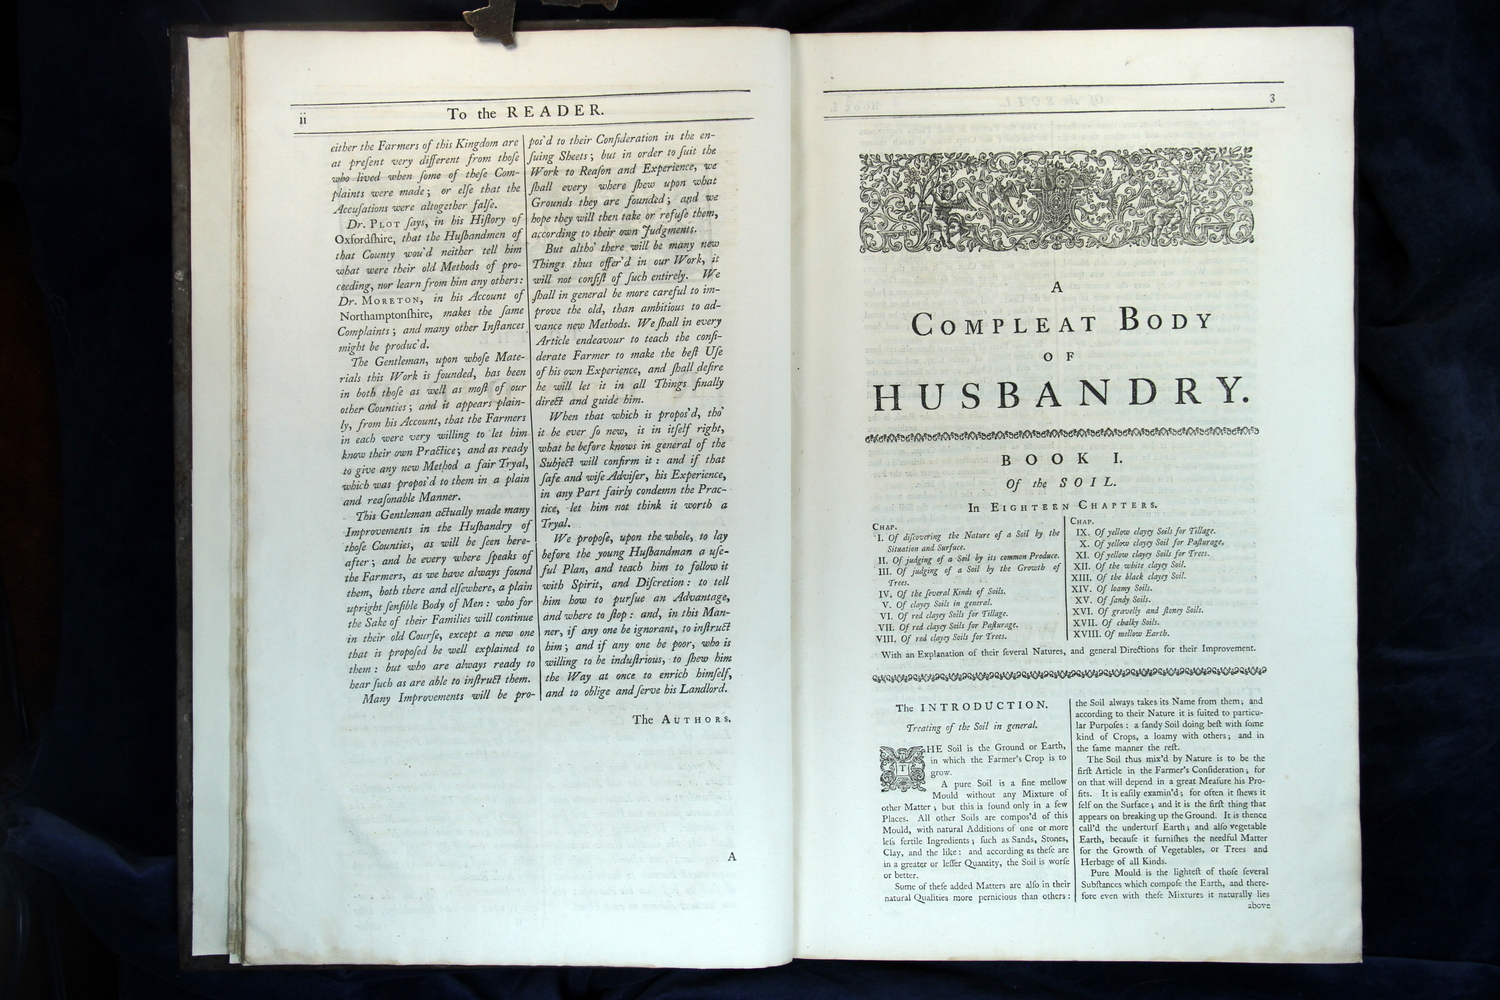 ii
To the READER.
either the Farmers of this Kingdom are
at preſent very different from thoſe
who lived when ſome of theſe Com-
plaints were made; or elſe that the
Accuſations were altogether falſe.
Dr. PLOT ſays, in his Hiſtory of
Oxfordſhire, that the Huſbandmen of
that County wou'd neither tell him
what were their old Methods of pro-
ceeding, nor learn from him any others:
Dr. MORETON, in his Account of
Northamptonſhire, makes the ſame
Complaints; and many other Inſtances
might be produc'd.
The Gentleman, upon whoſe Mate-
rials this Work is founded, has been
in both thoſe as well as moſt of our
other Counties; and it appears plain-
ly, from his Account, that the Farmers
in each were very willing to let him
know their own Practice; and as ready
to give any new Method a fair Tryal,
which was propos'd to them in a plain
and reaſonable Manner.
This Gentleman actually made many
Improvements in the Huſbandry of
thoſe Counties, as will be ſeen here-
after; and he every where ſpeaks of
the Farmers, as we have always found
them, both there and elſewhere, a plain
upright ſenſible Body of Men: who for
the Sake of their Families will continue
in their old Courſe, except a new one
that is propoſed be well explained to
them: but who are always ready to
hear ſuch as are able to inſtruct them.
Many Improvements will be pro-
pos'd to their Conſideration in the en-
ſuing Sheets; but in order to ſuit the
Work to Reaſon and Experience, we
ſhall every where ſhew upon what
Grounds they are founded; and we
hope they will then take or refuſe them,
according to their own Judgments.
But altho' there will be many new
Things thus offer'd in our Work, it
will not conſiſt of ſuch entirely. We
ſhall in general be more careful to im-
prove the old, than ambitious to ad-
vance new Methods. We ſhall in every
Article endeavour to teach the conſi-
derate Farmer to make the beſt Uſe
of his own Experience, and ſhall deſire
he will let it in all Things finally
direct and guide him.
When that which is propos'd, tho'
it be ever ſo new, is in itſelf right,
what he before knows in general of the
Subject will confirm it: and if that
ſafe and wiſe Adviſer, his Experience,
in any Part fairly condemn the Prac-
tice, let him not think it worth a
Tryal.
We propoſe, upon the whole, to lay
before the young Huſbandman a uſe-
ful Plan, and teach him to follow it
with Spirit, and Diſcretion: to tell
him how to purſue an Advantage,
and where to ſtop: and, in this Man-
ner, if any one be ignorant, to inſtruct
him; and if any one be poor, who is
willing to be induſtrious, to ſhew him
the Way at once to enrich himſelf,
and to oblige and ſerve his Landlord.
The AUTHORS.
A
3
A
COMPLEAT BODY
OF
HUSBANDRY.
BOOK I.
Of the SOIL.
In EIGHTEEN CHAPTERS.
CHAP.
I. Of diſcovering the Nature of a Soil by the
Situation and Surface.
II. Of judging of a Soil by its common Produce.
III. Of judging of a Soil by the Growth of
Trees.
IV. Of the ſeveral Kinds of Soils.
V. Of clayey Soils in general.
VI. Of red clayey Soils for Tillage.
VII. Of red clayey Soils for Paſturage.
VIII. Of red clayey Soils for Trees.
CHAP.
IX. Of yellow clayey Soils for Tillage.
X. Of yellow clayey Soil for Paſturage,
XI. Of yellow clayey Soils for Trees.
XII. Of the white clayey Soil.
XIII. Of the black clayey Soil.
XIV. Of loamy Soils.
XV. Of ſandy Soils.
XVI. Of gravelly and ſtoney Soils.
XVII. Of chalky Soils.
XVIII. Of mellow Earth.
With an Explanation of their ſeveral Natures, and general Directions for their Improvement.
The INTRODUCTION.
Treating of the Soil in general.
THE Soil is the Ground or Earth,
in which the Farmer's Crop is to
grow.
A pure Soil is a fine mellow
Mould without any Mixture of
other Matter; but this is found only in a few
Places. All other Soils are compos'd of this
Mould, with natural Additions of one or more
leſs fertile Ingredients; ſuch as Sands, Stones,
Clay, and the like: and according as theſe are
in a greater or leſſer Quantity, the Soil is worſe
or better.
Some of theſe added Matters are alſo in their
natural Qualities more pernicious than others:
the Soil always takes its Name from them; and
according to their Nature it is ſuited to particu-
lar Purpoſes: a ſandy Soil doing beſt with ſome
kind of Crops, a loamy with others; and in
the ſame manner the reſt.
The Soil thus mix'd by Nature is to be the
firſt Article in the Farmer's Conſideration; for
on that will depend in a great Meaſure his Pro-
fits. It is eaſily examin'd; for often it ſhews it
ſelf on the Surface; and it is the firſt thing that
appears on breaking up the Ground. It is thence
call'd the underturf Earth; and alſo vegetable
Earth, becauſe it furniſhes the needful Matter
for the Growth of Vegetables, or Trees and
Herbage of all Kinds.
Pure Mould is the lighteſt of thoſe ſeveral
Subſtances which compoſe the Earth, and there-
fore even with theſe Mixtures it naturally lies
above